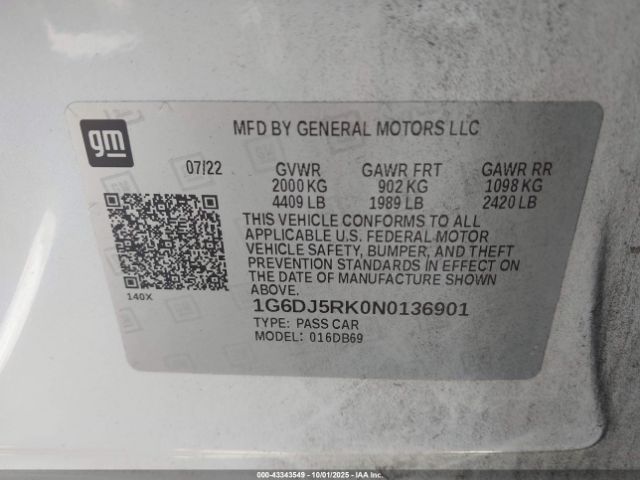 gm
MFD BY GENERAL MOTORS LLC
07/22 GVWR GAWR FRT GAWR RR
2000 KG 902 KG 1098 KG
4409 LB 1989 LB 2420 LB
THIS VEHICLE CONFORMS TO ALL
APPLICABLE U.S. FEDERAL MOTOR
VEHICLE SAFETY, BUMPER, AND THEFT
PREVENTION STANDARDS IN EFFECT ON
THE DATE OF MANUFACTURE SHOWN
ABOVE.
140X
1G6DJ5RK0N0136901
TYPE: PASS CAR
MODEL: 016DB69
000-43343549 | 10/01/2025 | IAAI.COM